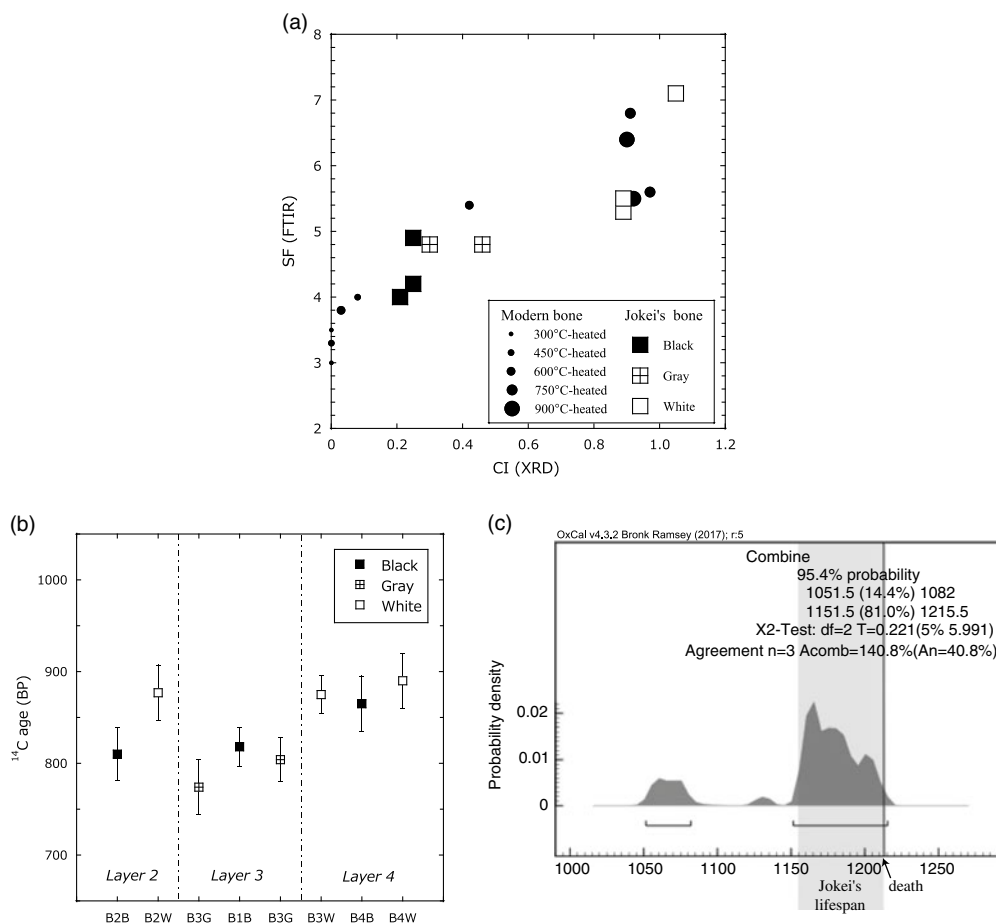 (a)
8
7
6
5
4
3
2
SF (FTIR)
0 0.2 0.4 0.6 0.8 1.0 1.2
CI (XRD)
Modern bone
300°C-heated
450°C-heated
600°C-heated
750°C-heated
900°C-heated
Jokei's bone
Black
Gray
White
(b)
1000
900
800
700
14C age (BP)
Black
Gray
White
Layer 2 Layer 3 Layer 4
B2B B2W B3G B1B B3G B3W B4B B4W
(c)
OxCal v4.3.2 Bronk Ramsey (2017); r:5
Combine
95.4% probability
1051.5 (14.4%) 1082
1151.5 (81.0%) 1215.5
X2-Test: df=2 T=0.221(5% 5.991)
Agreement n=3 Acomb=140.8%(An=40.8%)
Probability density
0.02
0.01
0
1000 1050 1100 1150 1200 1250
Jokei's
lifespan
death